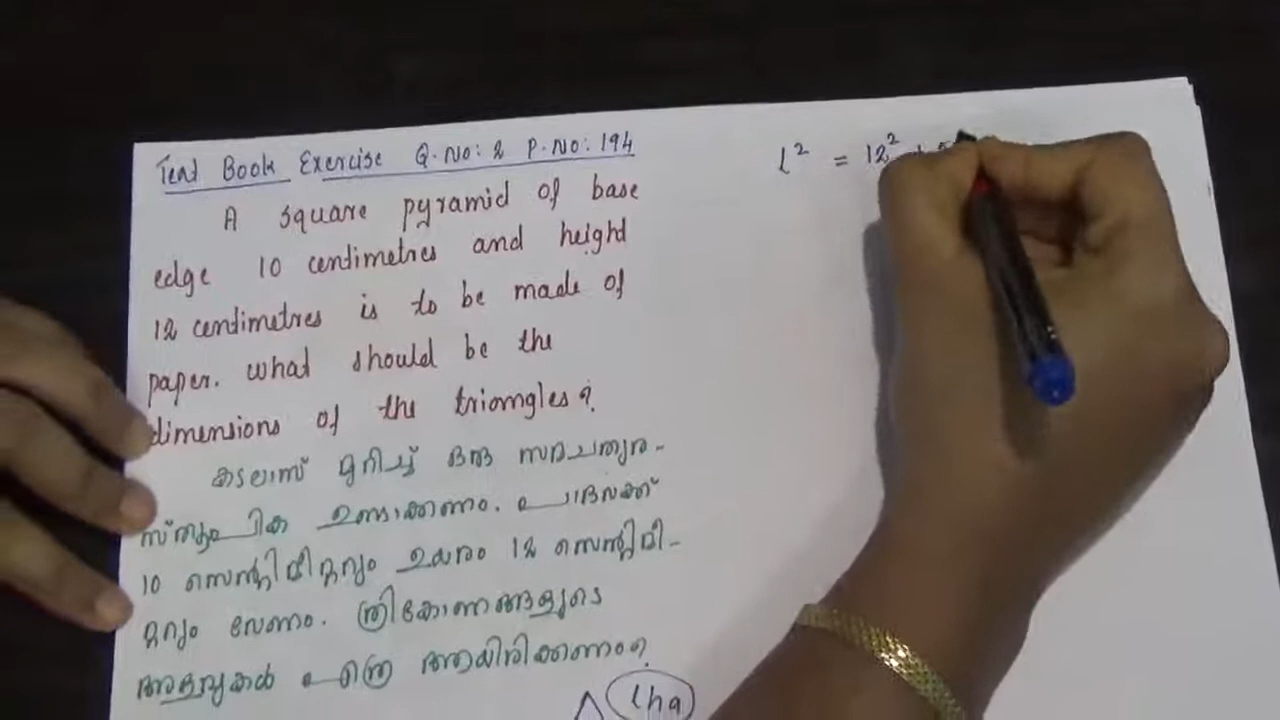 Text Book Exercise Q.No: 2 P.No: 194
A square pyramid of base
edge 10 centimetres and height
12 centimetres is to be made of
paper. what should be the
dimensions of the triangles?
കടലാസ് മുറിച്ച് ഒരു സമചതുര-
സ്തൂപിക ഉണ്ടാക്കണം. പാദവക്ക്
10 സെന്റിമീറ്ററും ഉയരം 12 സെന്റിമീ-
റ്ററും വേണം. ത്രികോണങ്ങളുടെ
അളവുകൾ എത്ര ആയിരിക്കണം?
lha
l² = 12² +